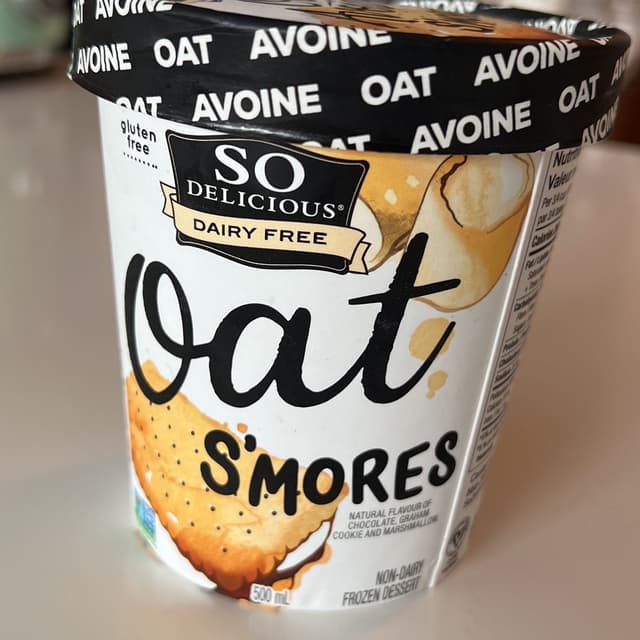 AVOINE
AVOINE OAT AVOINE OAT AVOINE OAT
OAT AVOINE OAT AVOINE OAT
gluten
free
SO
DELICIOUS®
DAIRY FREE
Oat
S'MORES
NATURAL FLAVOUR OF
CHOCOLATE, GRAHAM
COOKIE AND MARSHMALLOW
NON-DAIRY
FROZEN DESSERT
500 mL